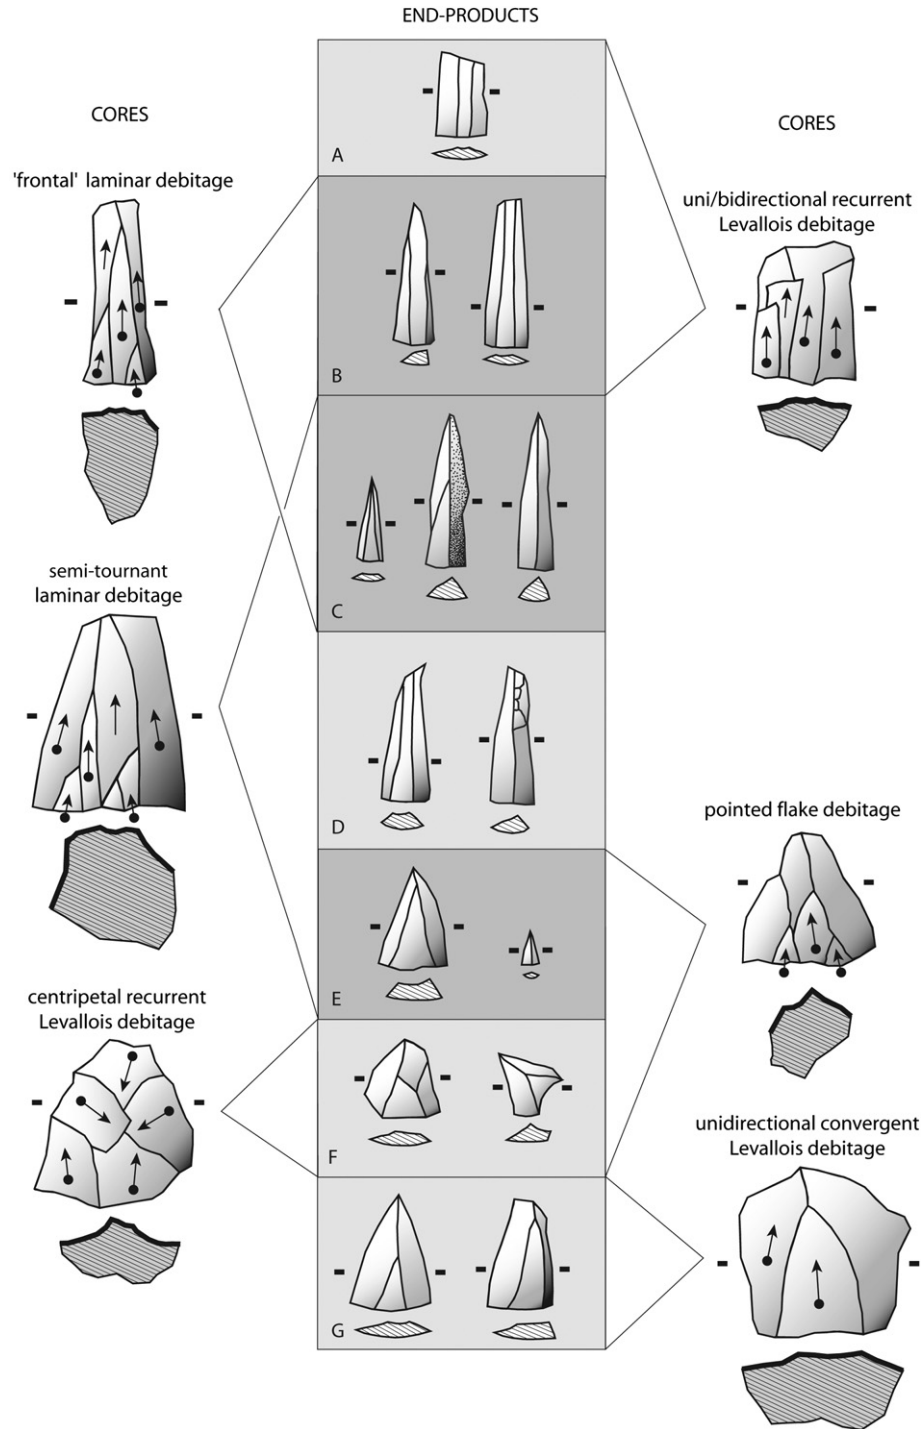 END-PRODUCTS
CORES
CORES
'frontal' laminar debitage
uni/bidirectional recurrent
Levallois debitage
A
B
semi-tournant
laminar debitage
C
D
pointed flake debitage
centripetal recurrent
Levallois debitage
E
unidirectional convergent
Levallois debitage
F
G